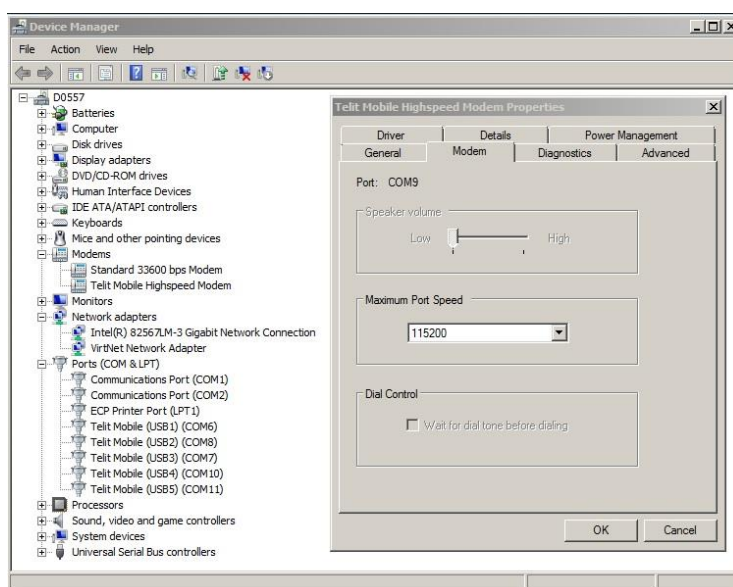 Device Manager
File Action View Help
D0557
Batteries
Computer
Disk drives
Display adapters
DVD/CD-ROM drives
Human Interface Devices
IDE ATA/ATAPI controllers
Keyboards
Mice and other pointing devices
Modems
Standard 33600 bps Modem
Telit Mobile Highspeed Modem
Monitors
Network adapters
Intel(R) 82567LM-3 Gigabit Network Connection
VirtNet Network Adapter
Ports (COM & LPT)
Communications Port (COM1)
Communications Port (COM2)
ECP Printer Port (LPT1)
Telit Mobile (USB1) (COM6)
Telit Mobile (USB2) (COM8)
Telit Mobile (USB3) (COM7)
Telit Mobile (USB4) (COM10)
Telit Mobile (USB5) (COM11)
Processors
Sound, video and game controllers
System devices
Universal Serial Bus controllers
Telit Mobile Highspeed Modem Properties
Driver Details Power Management
General Modem Diagnostics Advanced
Port: COM9
Speaker volume
Low High
Maximum Port Speed
115200
Dial Control
Wait for dial tone before dialing
OK Cancel